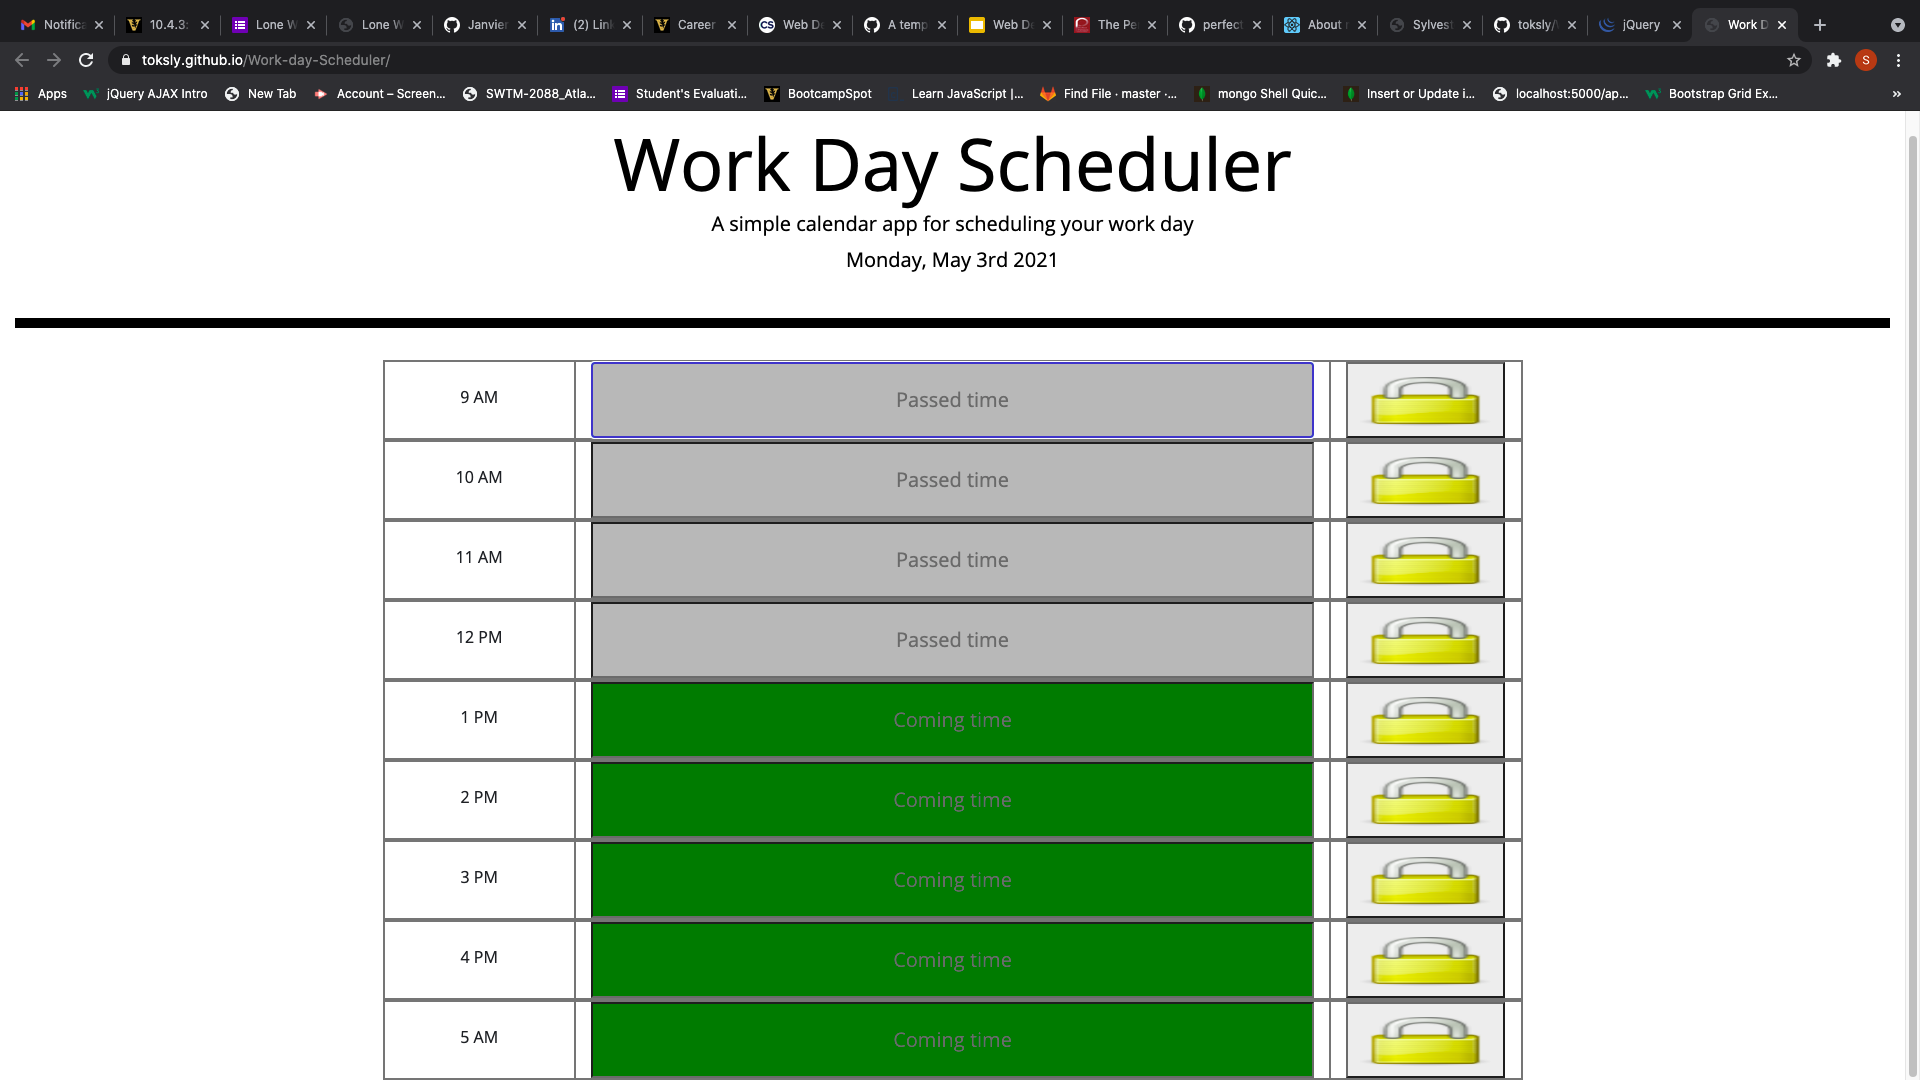 Notifica
10.4.3:
Lone W
Lone W
Janvier
(2) Link
Career
Web De
A temp
Web De
The Pe
perfect
About
Sylvest
toksly/
jQuery
Work D
toksly.github.io/Work-day-Scheduler/
S
Apps
jQuery AJAX Intro
New Tab
Account – Screen...
SWTM-2088_Atla...
Student's Evaluati...
BootcampSpot
Learn JavaScript |...
Find File · master ·...
mongo Shell Quic...
Insert or Update i...
localhost:5000/ap...
Bootstrap Grid Ex...
»
Work Day Scheduler
A simple calendar app for scheduling your work day
Monday, May 3rd 2021
9 AM Passed time
10 AM Passed time
11 AM Passed time
12 PM Passed time
1 PM Coming time
2 PM Coming time
3 PM Coming time
4 PM Coming time
5 AM Coming time